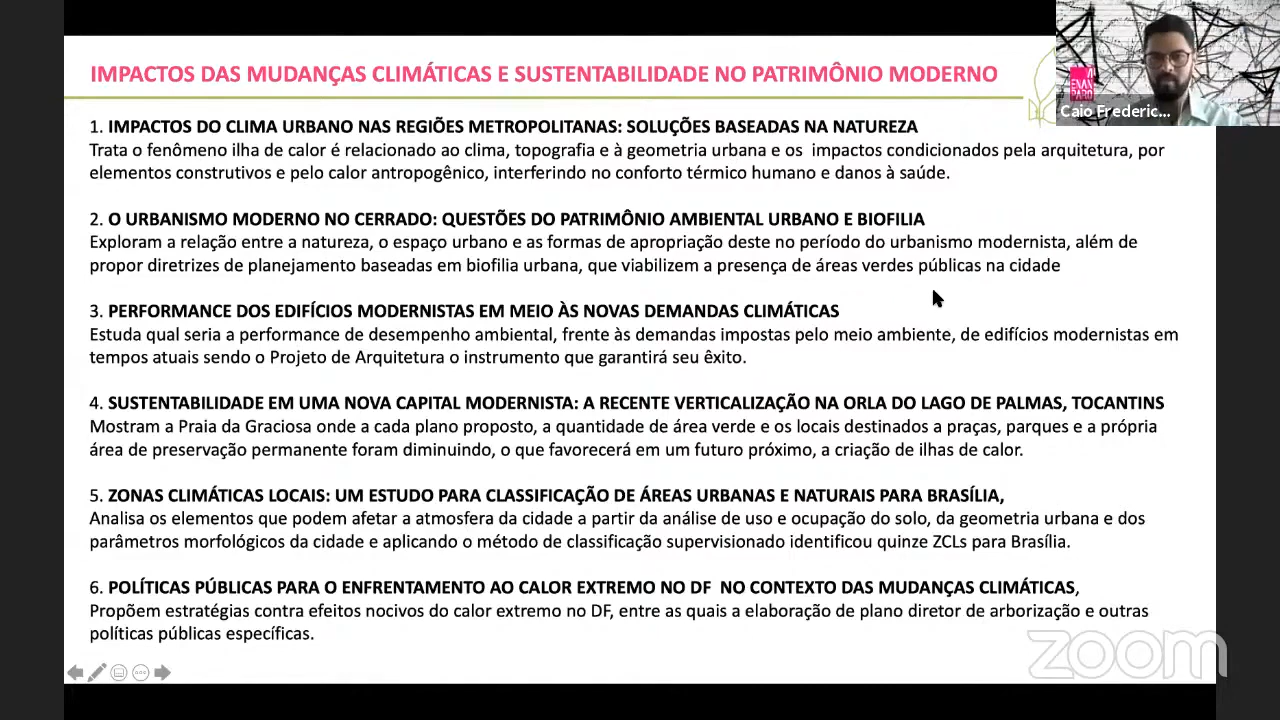 IMPACTOS DAS MUDANÇAS CLIMÁTICAS E SUSTENTABILIDADE NO PATRIMÔNIO MODERNO
VI
ENAN
PARQ
Caio Frederic...
1. IMPACTOS DO CLIMA URBANO NAS REGIÕES METROPOLITANAS: SOLUÇÕES BASEADAS NA NATUREZA
Trata o fenômeno ilha de calor é relacionado ao clima, topografia e à geometria urbana e os impactos condicionados pela arquitetura, por
elementos construtivos e pelo calor antropogênico, interferindo no conforto térmico humano e danos à saúde.
2. O URBANISMO MODERNO NO CERRADO: QUESTÕES DO PATRIMÔNIO AMBIENTAL URBANO E BIOFILIA
Exploram a relação entre a natureza, o espaço urbano e as formas de apropriação deste no período do urbanismo modernista, além de
propor diretrizes de planejamento baseadas em biofilia urbana, que viabilizem a presença de áreas verdes públicas na cidade
3. PERFORMANCE DOS EDIFÍCIOS MODERNISTAS EM MEIO ÀS NOVAS DEMANDAS CLIMÁTICAS
Estuda qual seria a performance de desempenho ambiental, frente às demandas impostas pelo meio ambiente, de edifícios modernistas em
tempos atuais sendo o Projeto de Arquitetura o instrumento que garantirá seu êxito.
4. SUSTENTABILIDADE EM UMA NOVA CAPITAL MODERNISTA: A RECENTE VERTICALIZAÇÃO NA ORLA DO LAGO DE PALMAS, TOCANTINS
Mostram a Praia da Graciosa onde a cada plano proposto, a quantidade de área verde e os locais destinados a praças, parques e a própria
área de preservação permanente foram diminuindo, o que favorecerá em um futuro próximo, a criação de ilhas de calor.
5. ZONAS CLIMÁTICAS LOCAIS: UM ESTUDO PARA CLASSIFICAÇÃO DE ÁREAS URBANAS E NATURAIS PARA BRASÍLIA,
Analisa os elementos que podem afetar a atmosfera da cidade a partir da análise de uso e ocupação do solo, da geometria urbana e dos
parâmetros morfológicos da cidade e aplicando o método de classificação supervisionado identificou quinze ZCLs para Brasília.
6. POLÍTICAS PÚBLICAS PARA O ENFRENTAMENTO AO CALOR EXTREMO NO DF NO CONTEXTO DAS MUDANÇAS CLIMÁTICAS,
Propõem estratégias contra efeitos nocivos do calor extremo no DF, entre as quais a elaboração de plano diretor de arborização e outras
políticas públicas específicas.
zoom